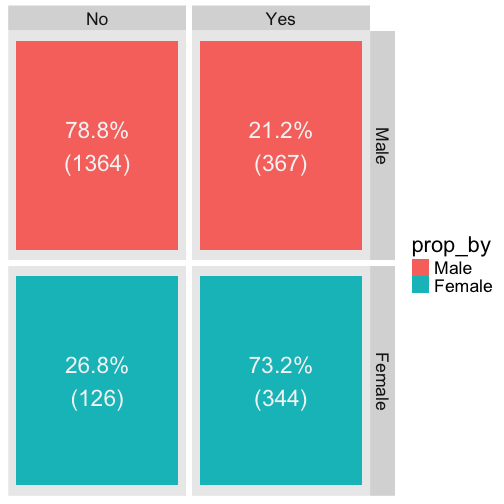 No
Yes
78.8%
(1364)
21.2%
(367)
Male
26.8%
(126)
73.2%
(344)
Female
prop_by
Male
Female